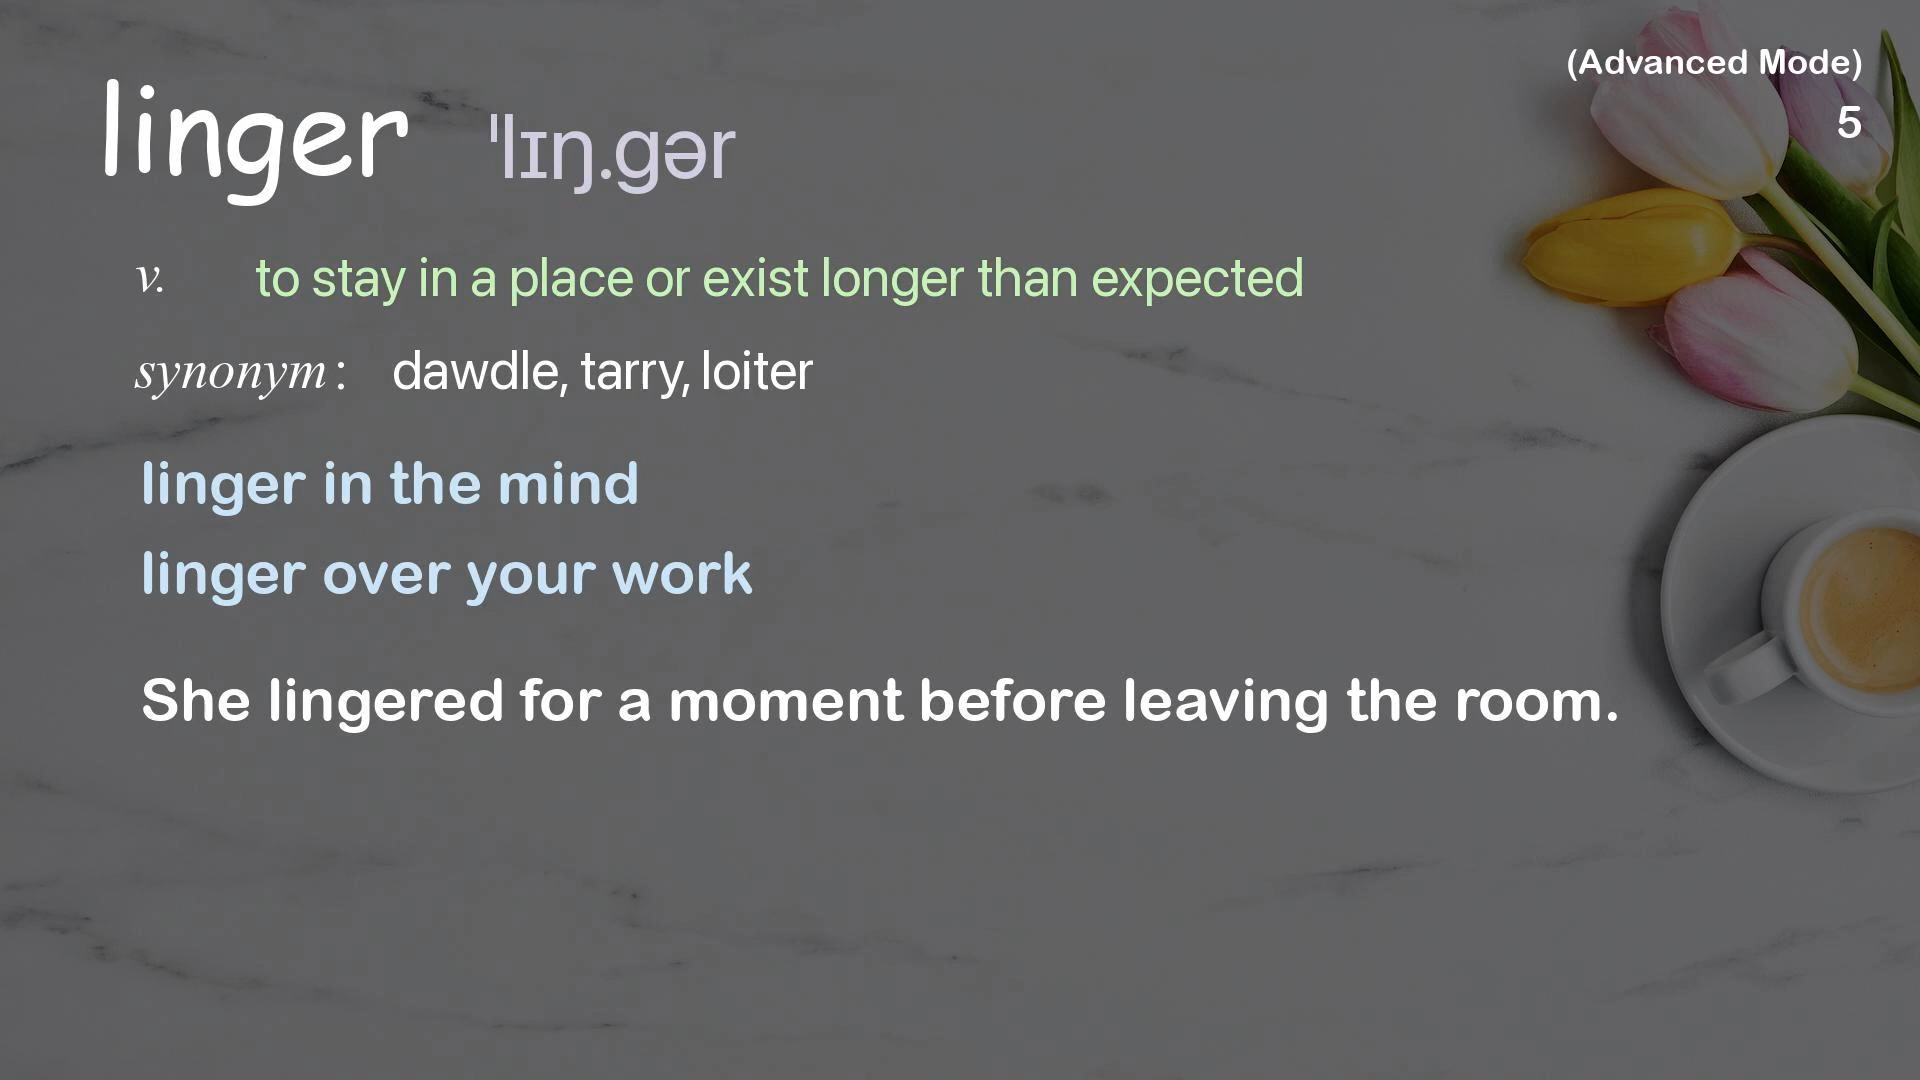 (Advanced Mode)
5
linger ˈlɪŋ.gər
v. to stay in a place or exist longer than expected
synonym : dawdle, tarry, loiter
linger in the mind
linger over your work
She lingered for a moment before leaving the room.